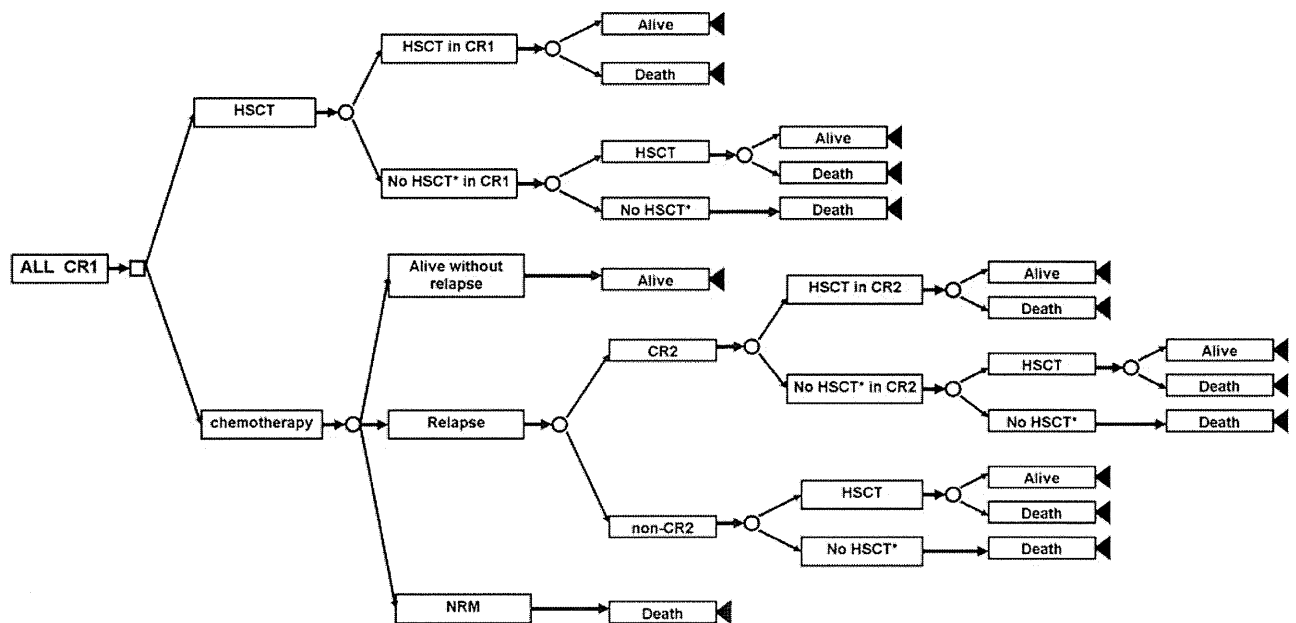 Alive
HSCT in CR1
Death
HSCT
Alive
HSCT
Death
No HSCT* in CR1
No HSCT*
Death
ALL CR1
Alive without
relapse
Alive
Alive
HSCT in CR2
Death
CR2
Alive
HSCT
Death
No HSCT* in CR2
No HSCT*
Death
chemotherapy
Relapse
Alive
HSCT
Death
non-CR2
No HSCT*
Death
NRM
Death